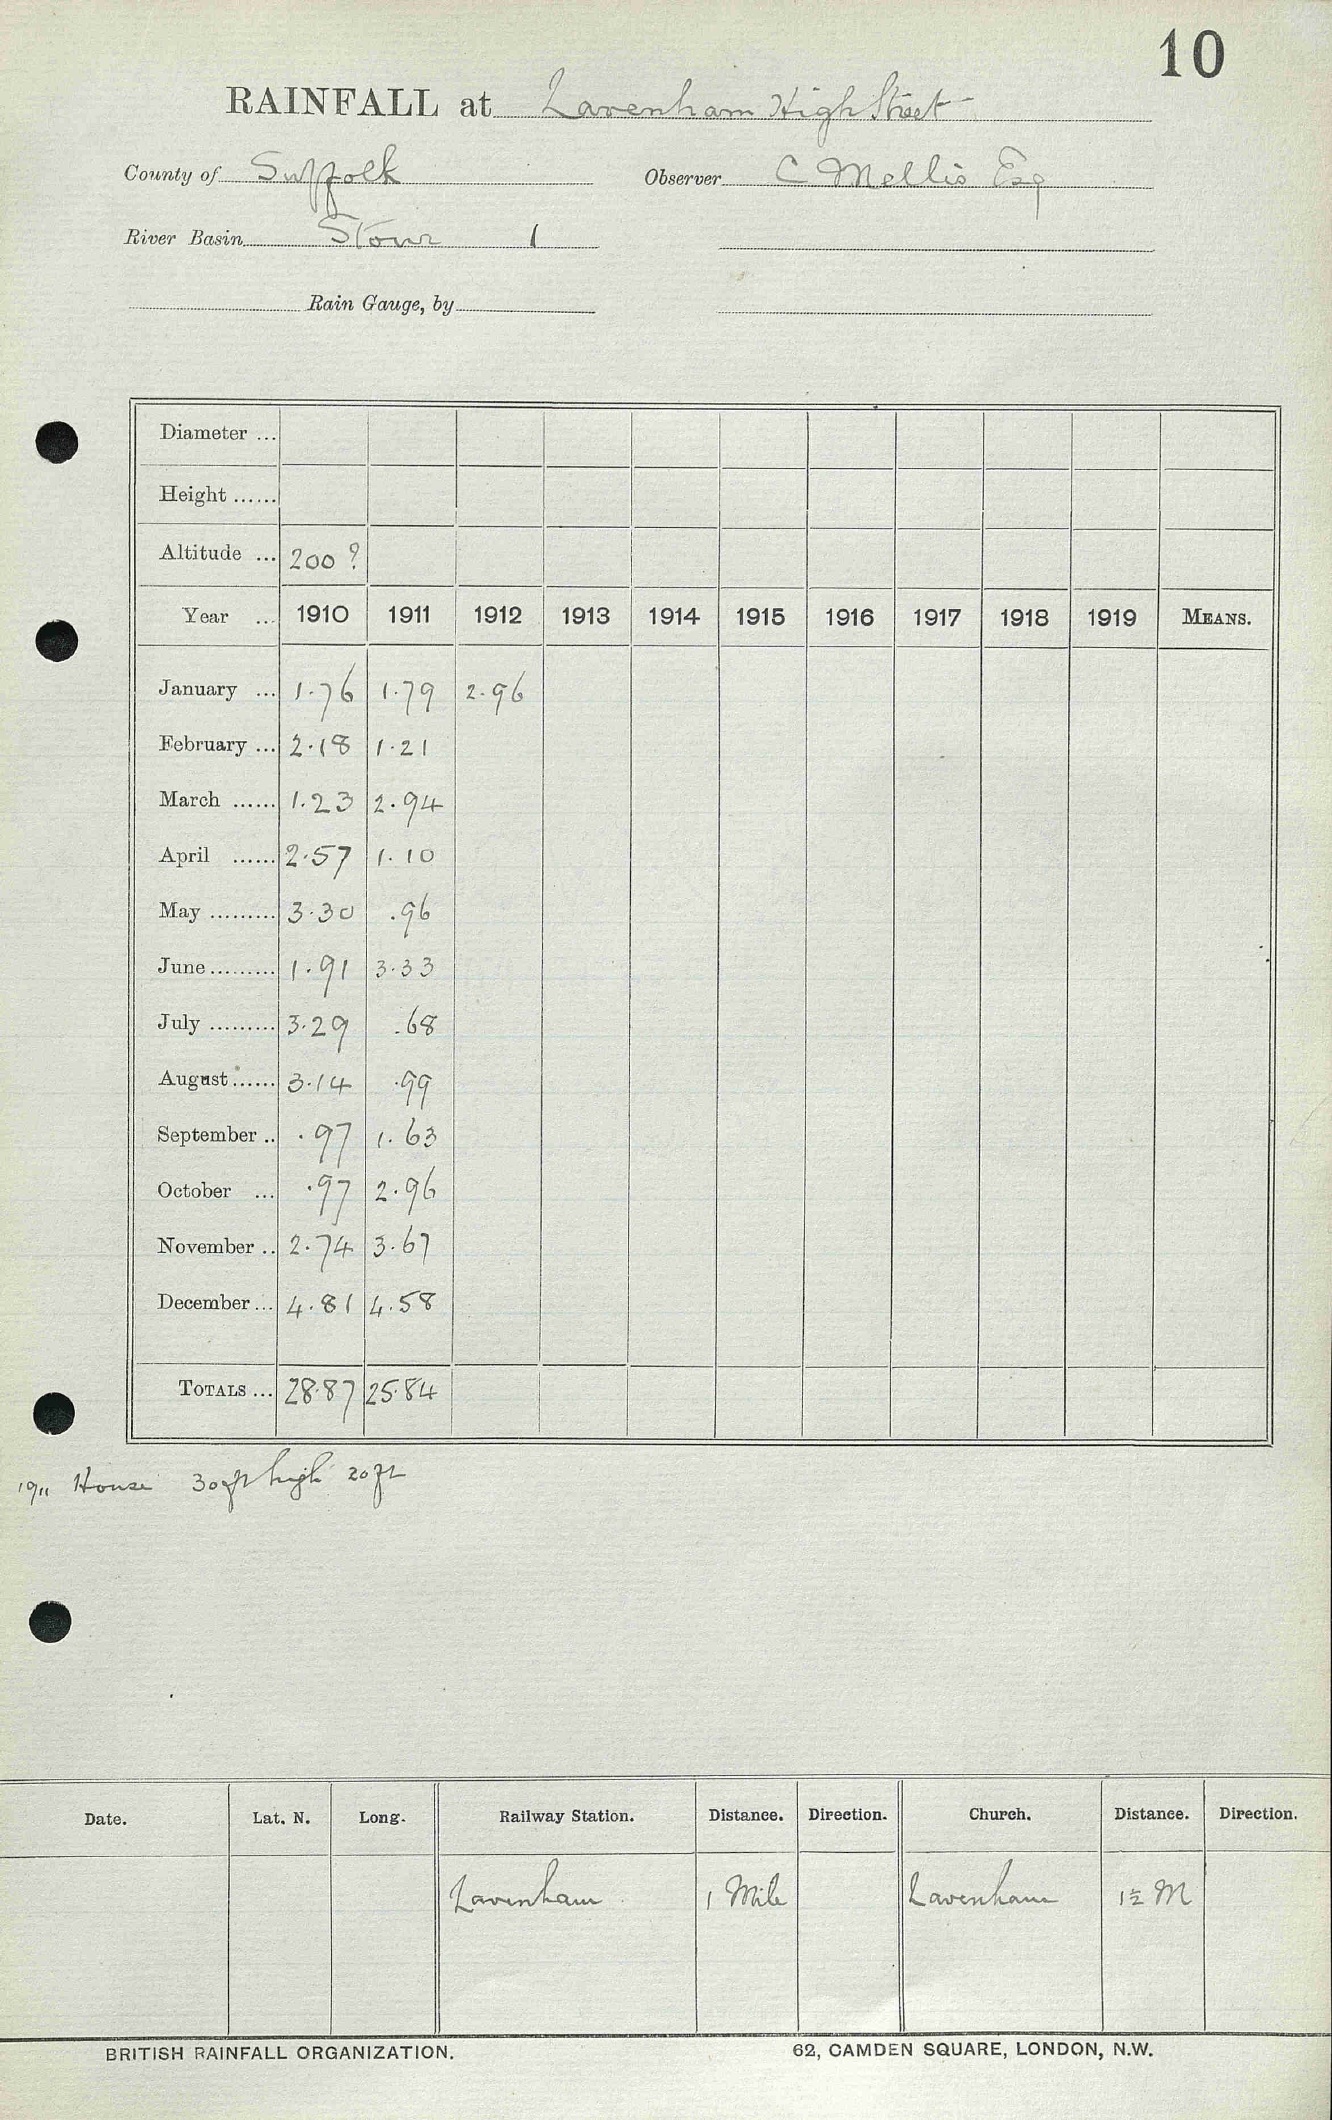 10
RAINFALL at Lavenham High Street
County of Suffolk Observer C Mellis Esq
River Basin Stour 1
Rain Gauge, by
Diameter ...
Height ......
Altitude ... 200 ?
Year ... 1910 1911 1912 1913 1914 1915 1916 1917 1918 1919 MEANS.
January ... 1.76 1.79 2.96
February ... 2.18 1.21
March ...... 1.23 2.94
April ...... 2.57 1.10
May ......... 3.30 .96
June ......... 1.91 3.33
July ......... 3.29 .68
August ...... 3.14 .99
September .. .97 1.63
October ... .97 2.96
November .. 2.74 3.67
December ... 4.81 4.58
TOTALS ... 28.87 25.84
1911 House 30 ft high 20 ft
Date. Lat. N. Long. Railway Station. Distance. Direction. Church. Distance. Direction.
Lavenham 1 Mile Lavenham 1½ M
BRITISH RAINFALL ORGANIZATION. 62, CAMDEN SQUARE, LONDON, N.W.